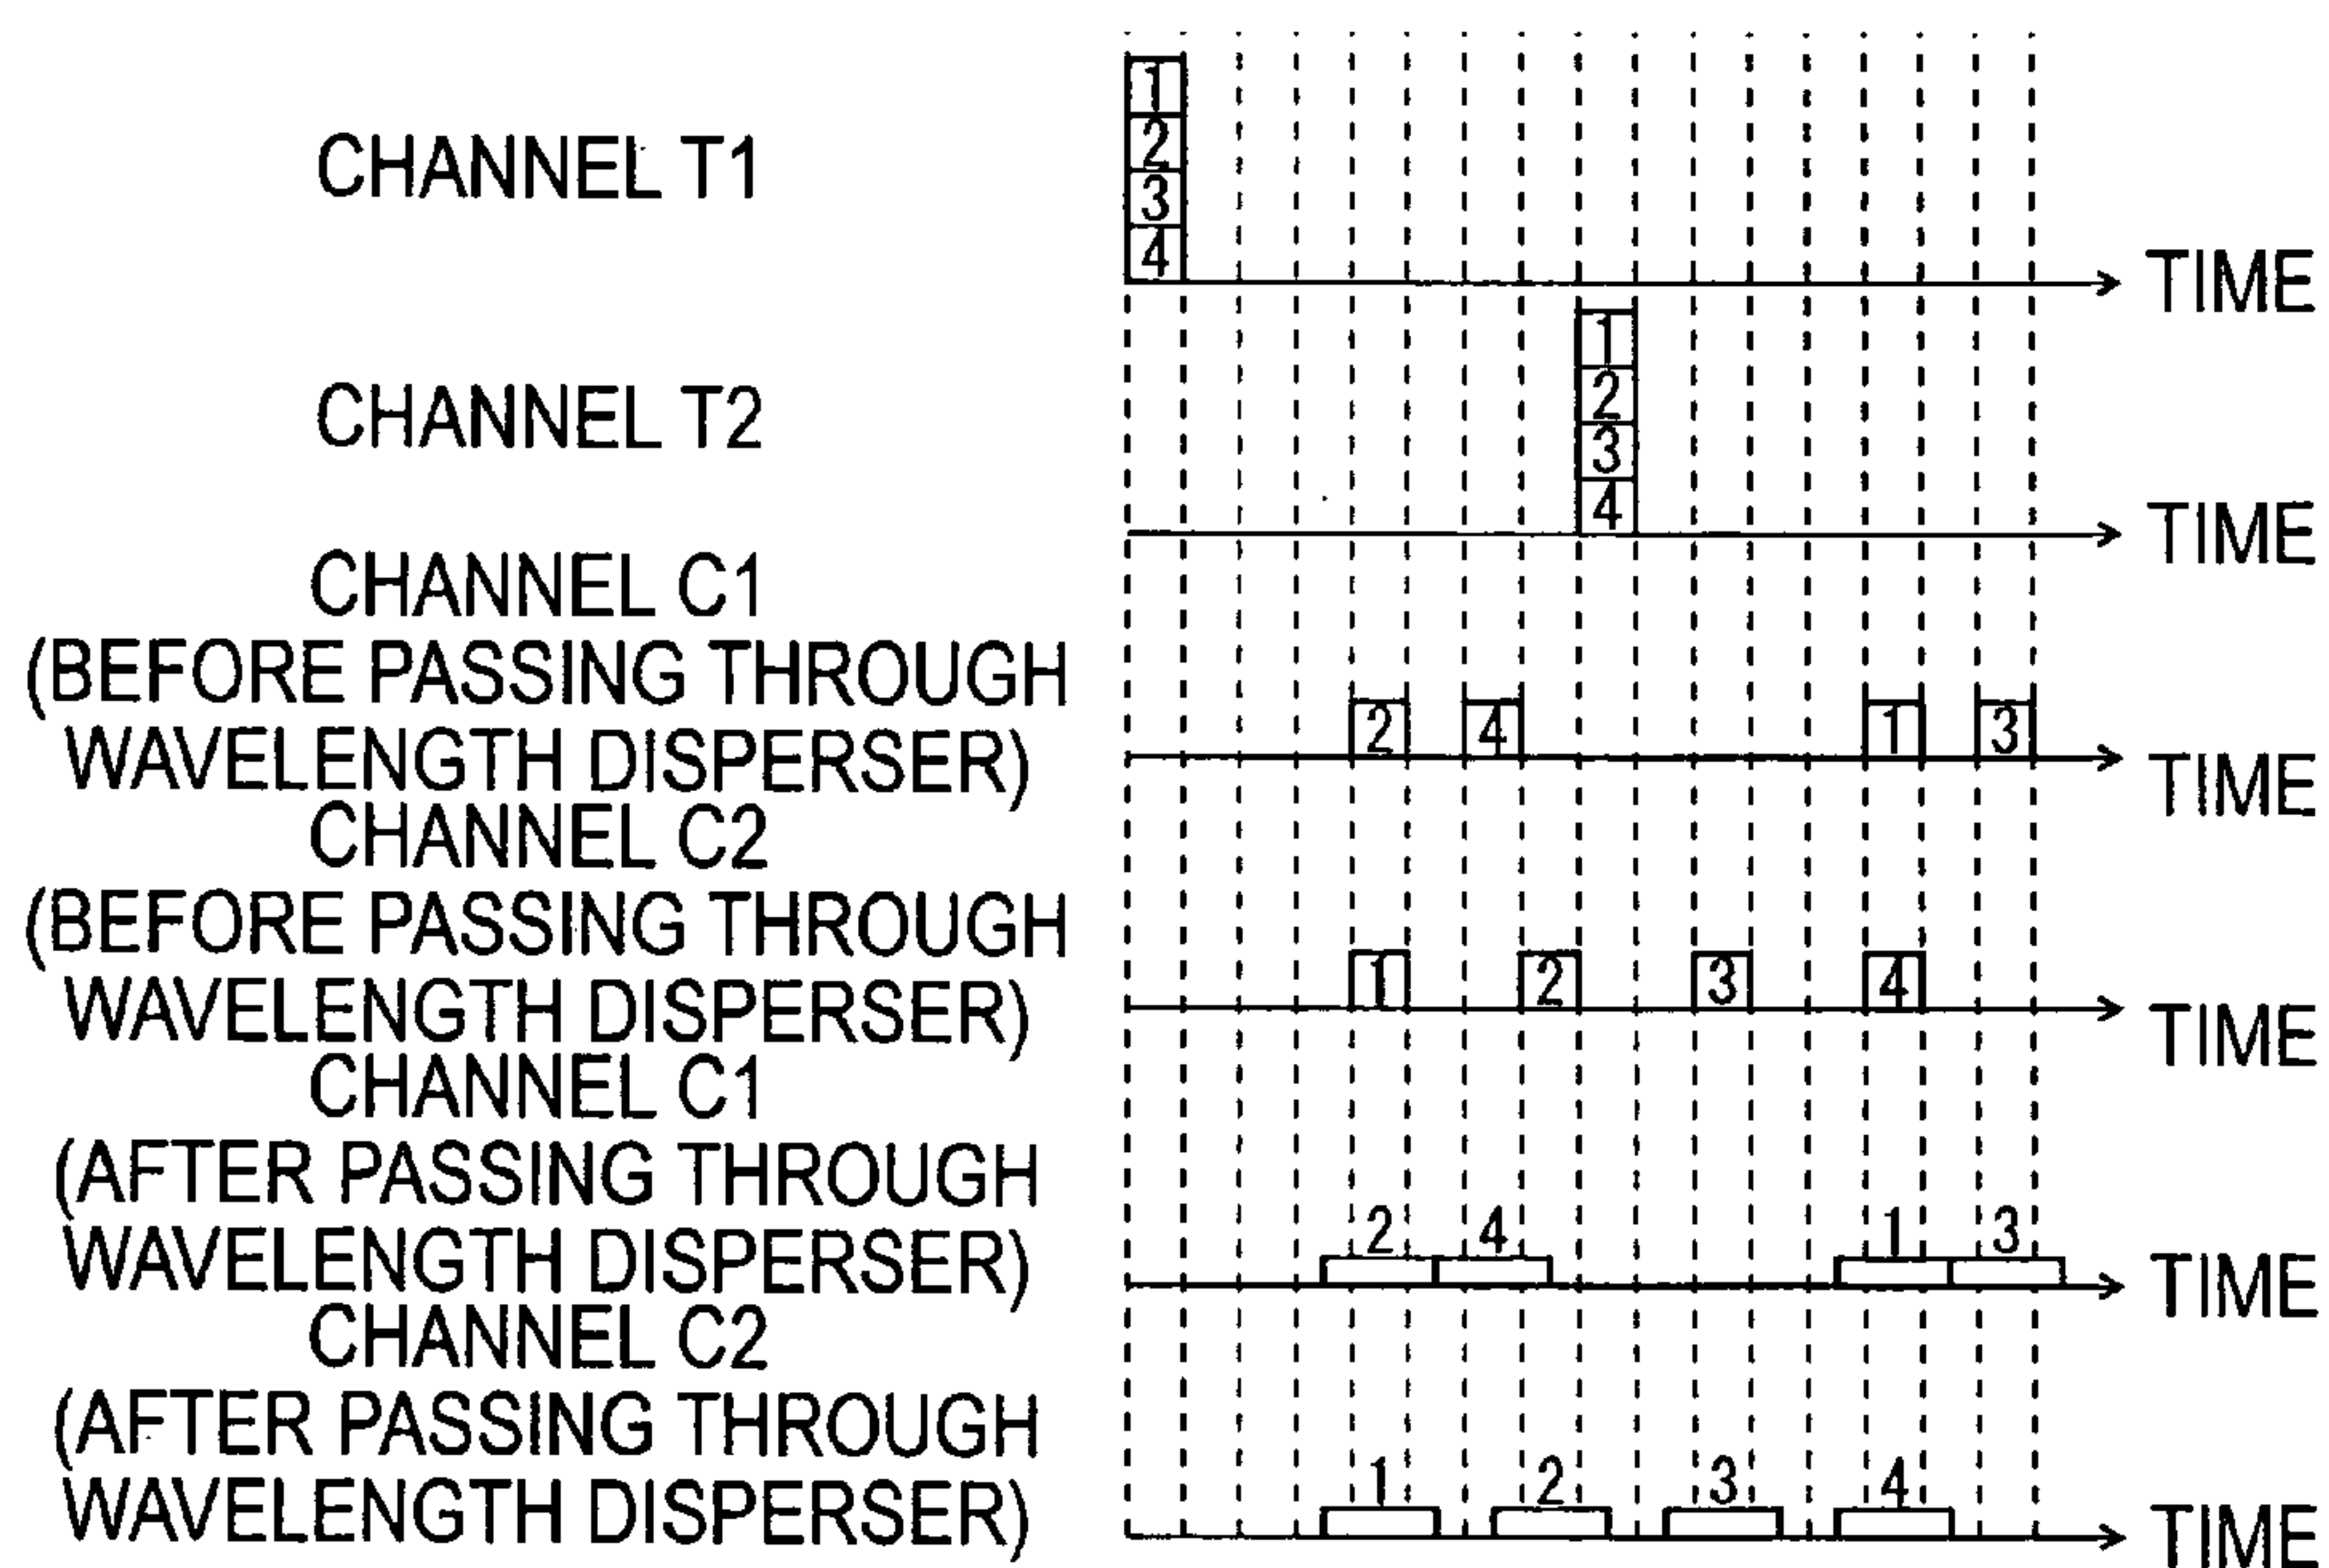 CHANNEL T1
1
2
3
4
TIME
CHANNEL T2
1
2
3
4
TIME
CHANNEL C1
(BEFORE PASSING THROUGH
WAVELENGTH DISPERSER)
2 4 1 3
TIME
CHANNEL C2
(BEFORE PASSING THROUGH
WAVELENGTH DISPERSER)
1 2 3 4
TIME
CHANNEL C1
(AFTER PASSING THROUGH
WAVELENGTH DISPERSER)
2 4 1 3
TIME
CHANNEL C2
(AFTER PASSING THROUGH
WAVELENGTH DISPERSER)
1 2 3 4
TIME